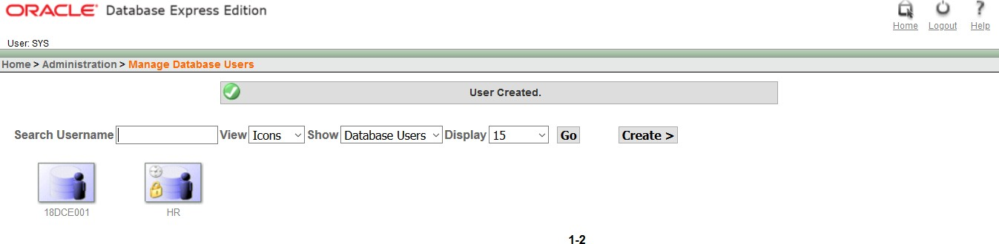 ORACLE® Database Express Edition
Home Logout Help
User: SYS
Home > Administration > Manage Database Users
User Created.
Search Username View Icons Show Database Users Display 15 Go Create >
18DCE001 HR
1-2